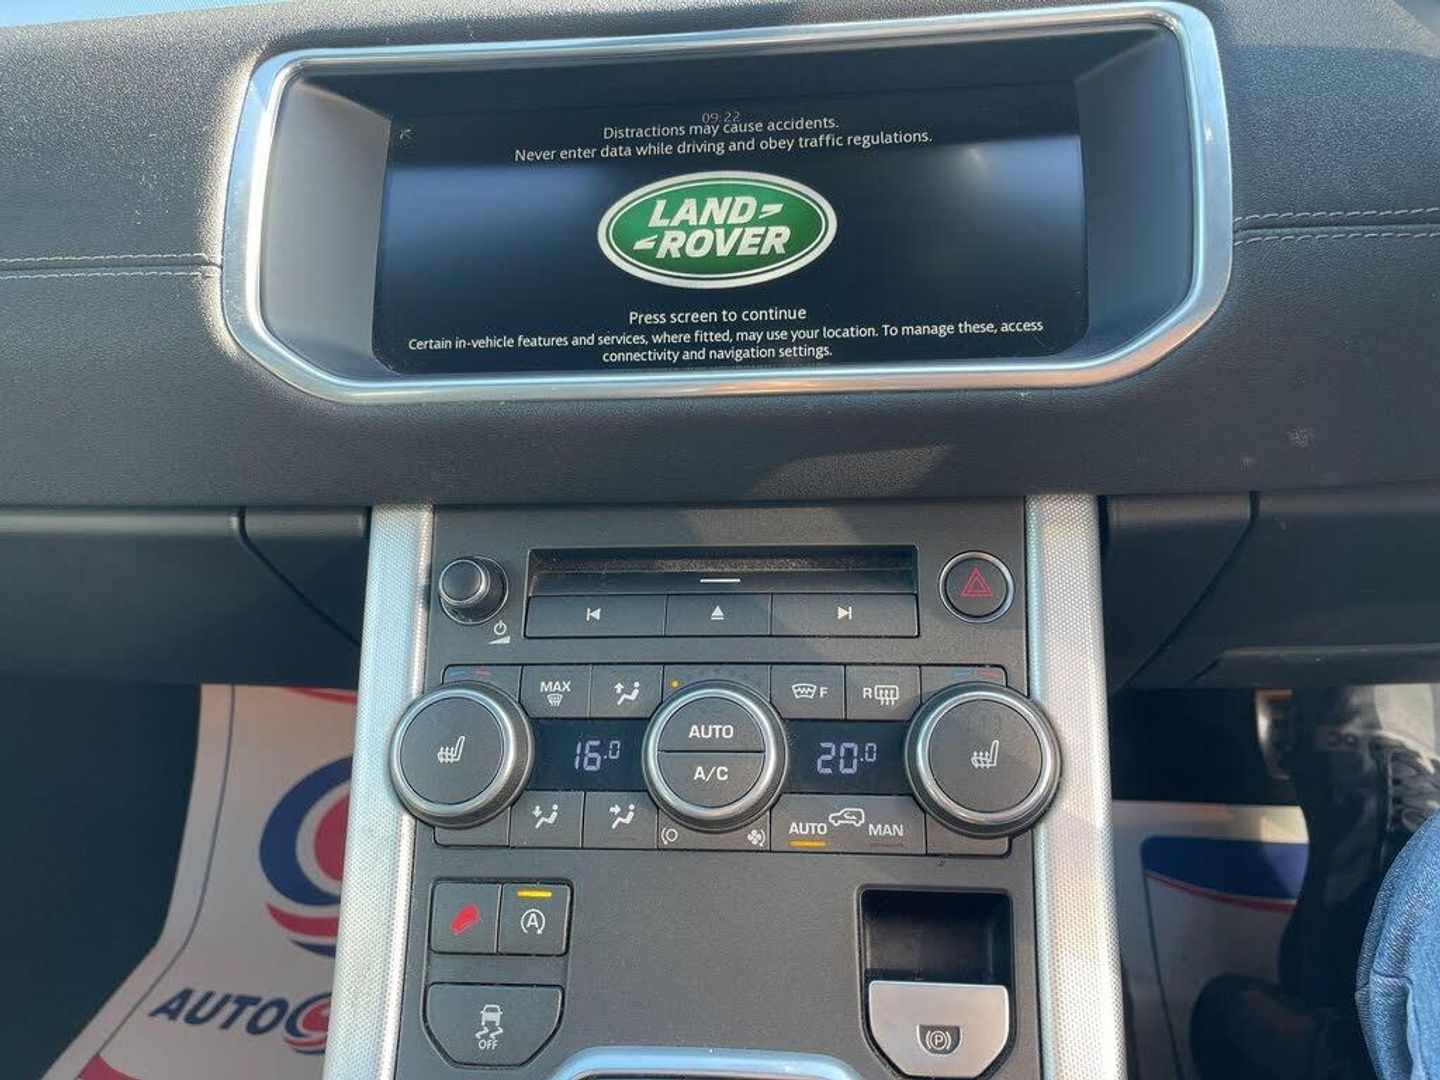 09:22
Distractions may cause accidents.
Never enter data while driving and obey traffic regulations.
LAND
ROVER
Press screen to continue
Certain in-vehicle features and services, where fitted, may use your location. To manage these, access
connectivity and navigation settings.
MAX
F
R
AUTO
16.0
20.0
A/C
AUTO
MAN
A
OFF
P
AUTO